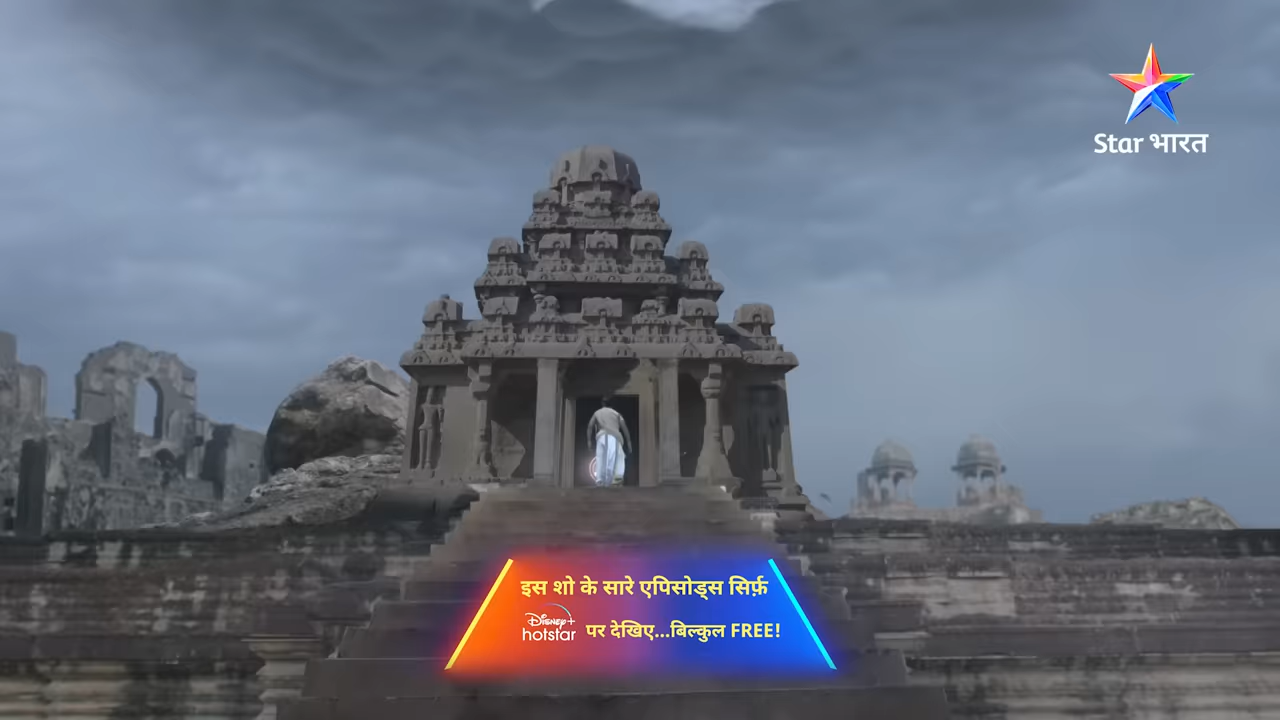 Star भारत
इस शो के सारे एपिसोड्स सिर्फ़
Disney+ hotstar पर देखिए...बिल्कुल FREE!